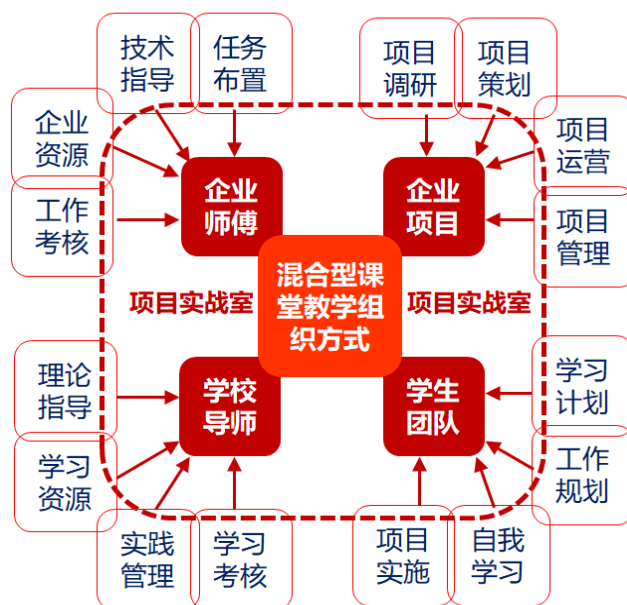 技术
指导
任务
布置
项目
调研
项目
策划
企业
资源
项目
运营
工作
考核
企业
师傅
企业
项目
项目
管理
混合型课
堂教学组
织方式
项目实战室
项目实战室
理论
指导
学校
导师
学生
团队
学习
计划
学习
资源
工作
规划
实践
管理
学习
考核
项目
实施
自我
学习